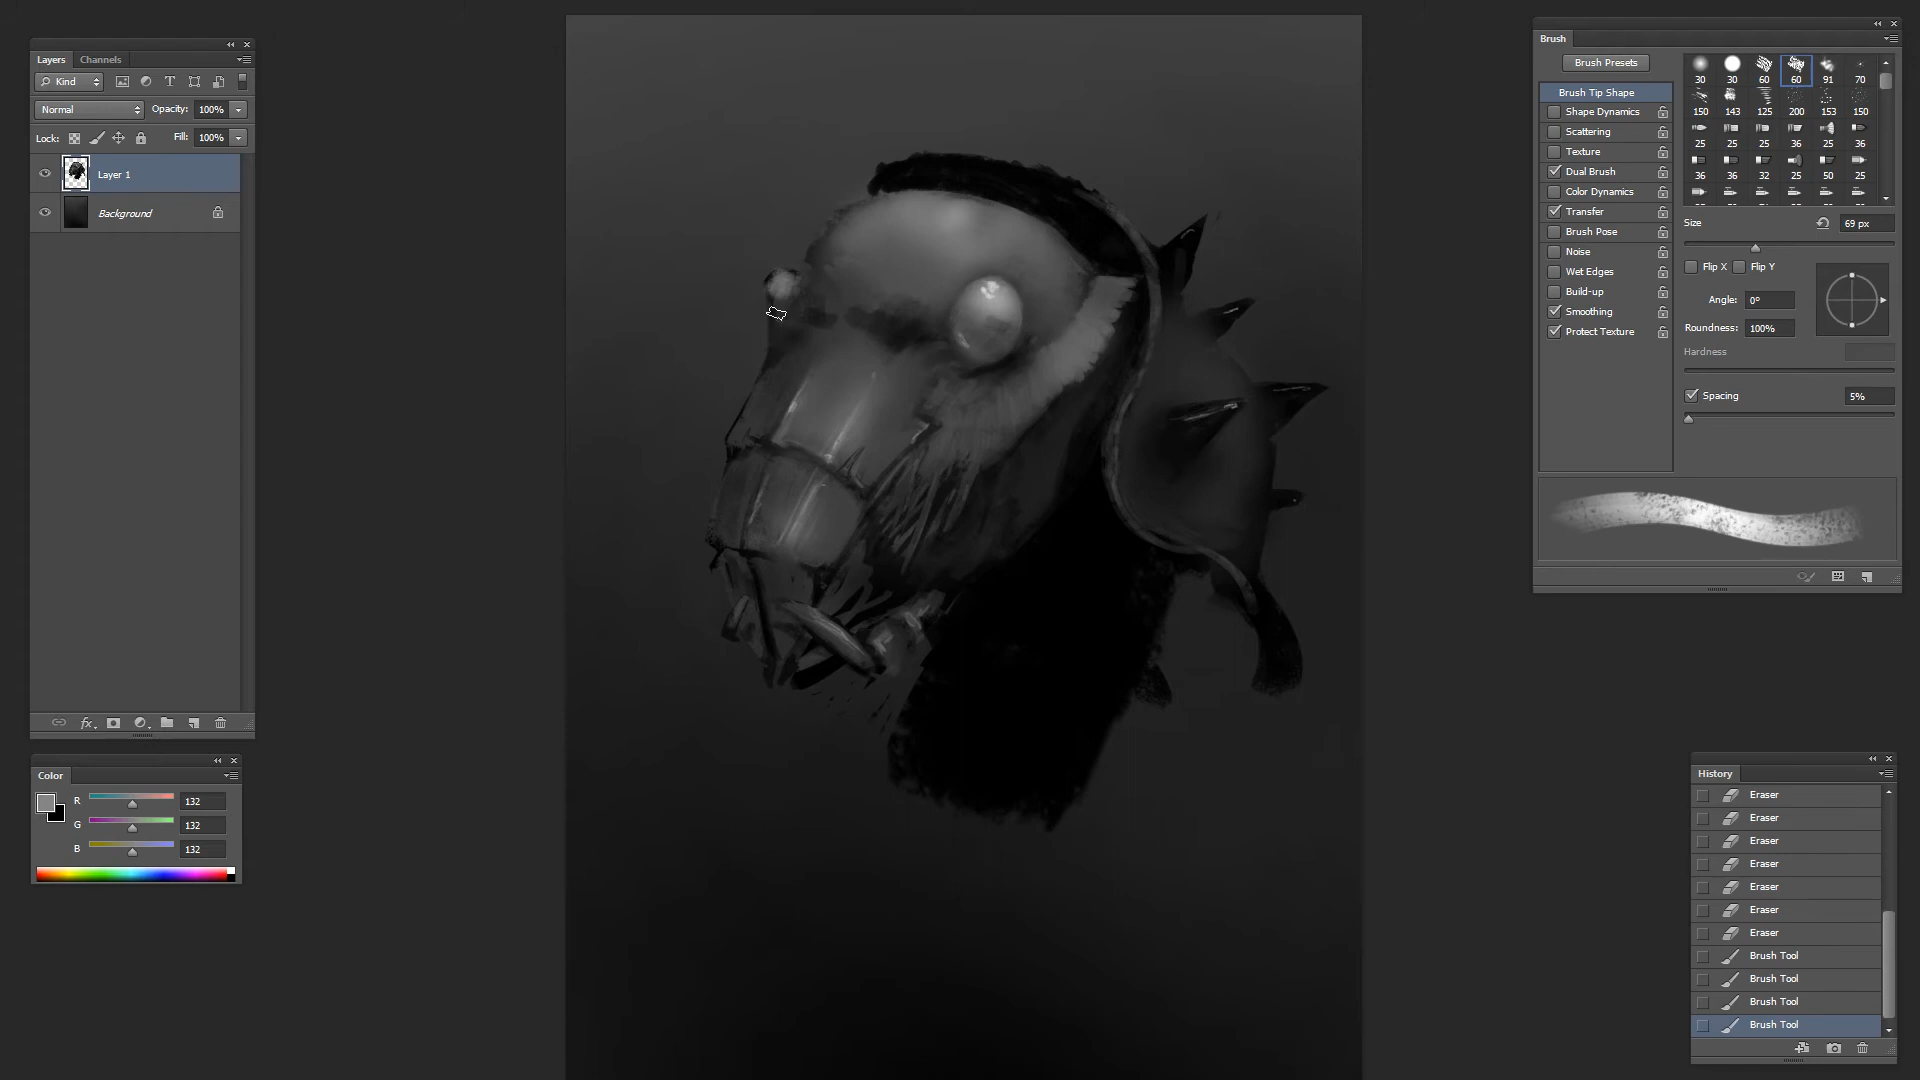 Layers Channels
Kind
Normal Opacity: 100%
Lock: Fill: 100%
Layer 1
Background
fx
Color
R 132
G 132
B 132
Brush
Brush Presets
Brush Tip Shape
Shape Dynamics
Scattering
Texture
Dual Brush
Color Dynamics
Transfer
Brush Pose
Noise
Wet Edges
Build-up
Smoothing
Protect Texture
30 30 60 60 91 70
150 143 125 200 153 150
25 25 25 36 25 36
36 36 32 25 50 25
Size 69 px
Flip X Flip Y
Angle: 0º
Roundness: 100%
Hardness
Spacing 5%
History
Eraser
Eraser
Eraser
Eraser
Eraser
Eraser
Eraser
Brush Tool
Brush Tool
Brush Tool
Brush Tool